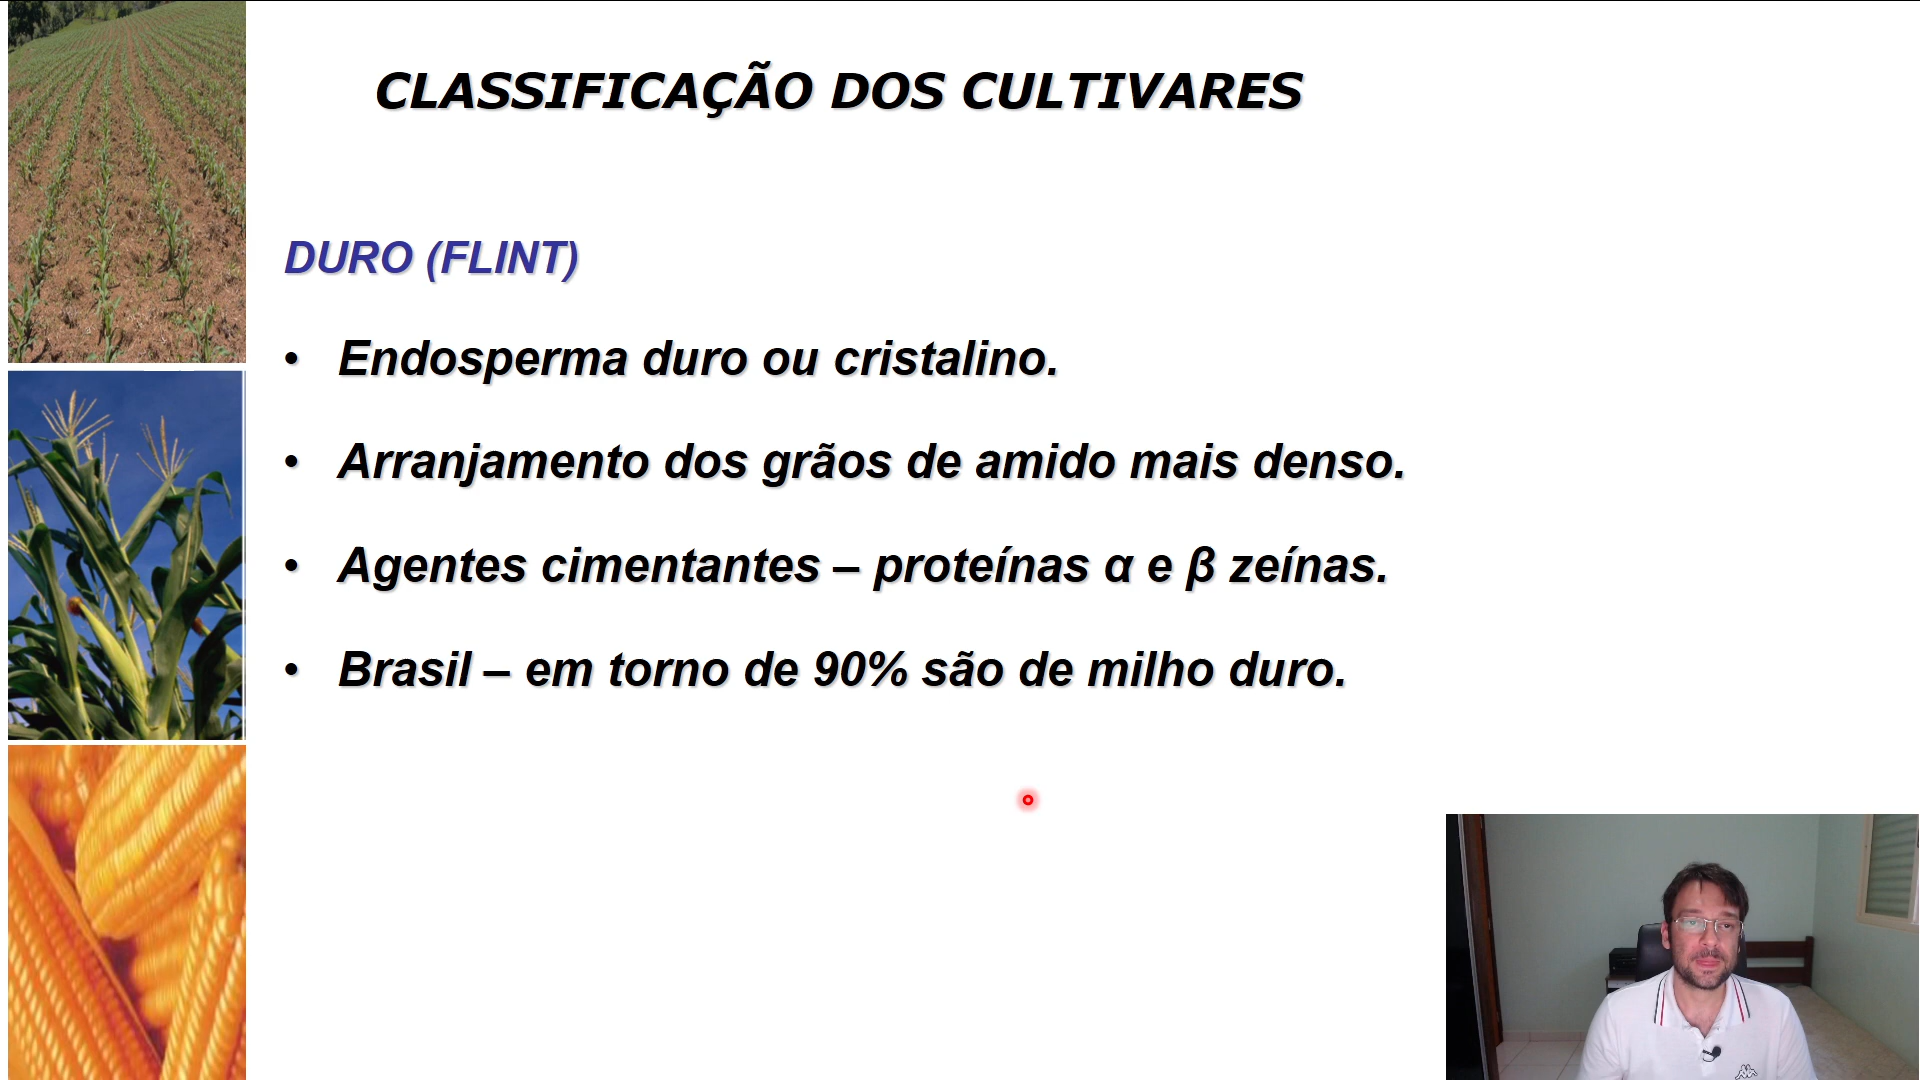 CLASSIFICAÇÃO DOS CULTIVARES
DURO (FLINT)
• Endosperma duro ou cristalino.
• Arranjamento dos grãos de amido mais denso.
• Agentes cimentantes – proteínas α e β zeínas.
• Brasil – em torno de 90% são de milho duro.